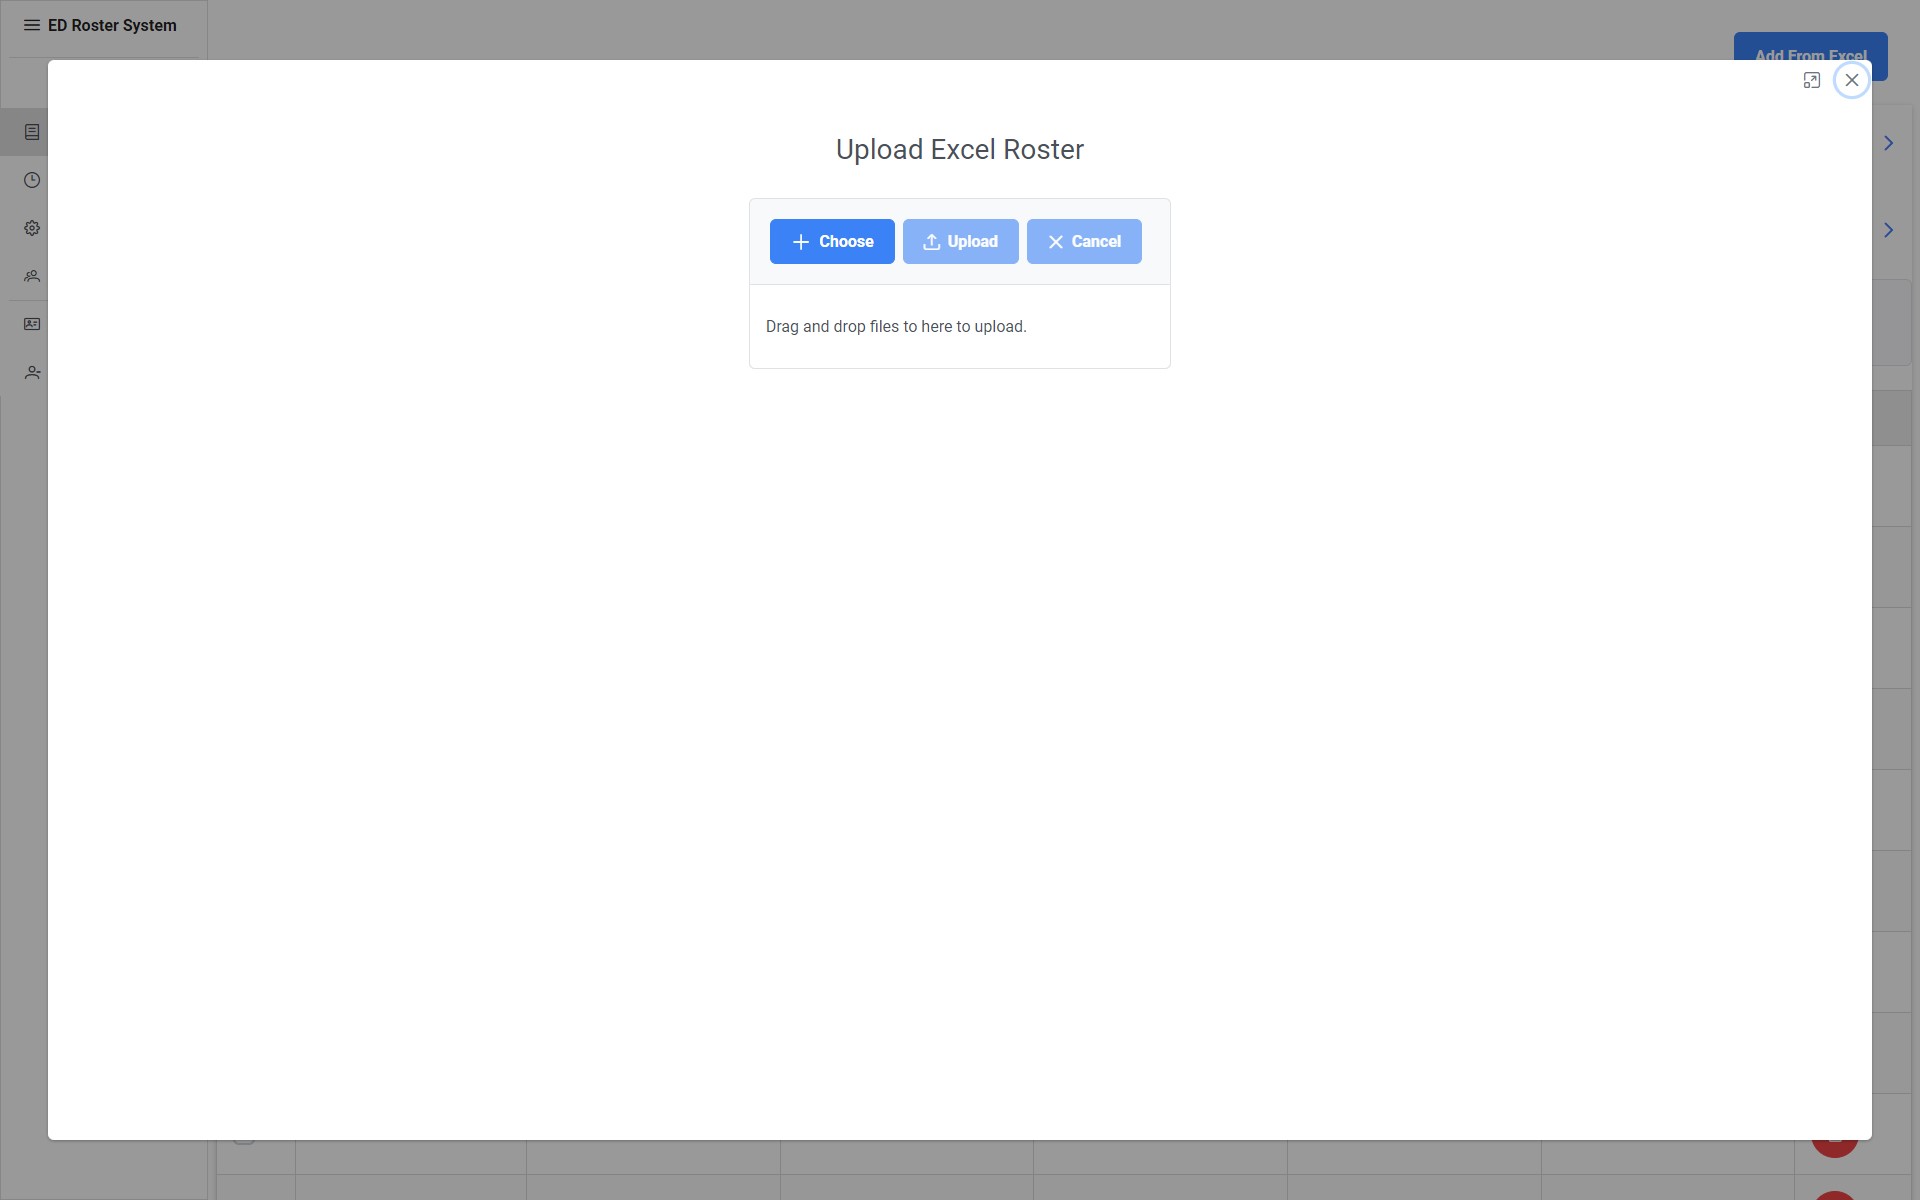 ED Roster System
Add From Excel
Upload Excel Roster
Choose
Upload
Cancel
Drag and drop files to here to upload.